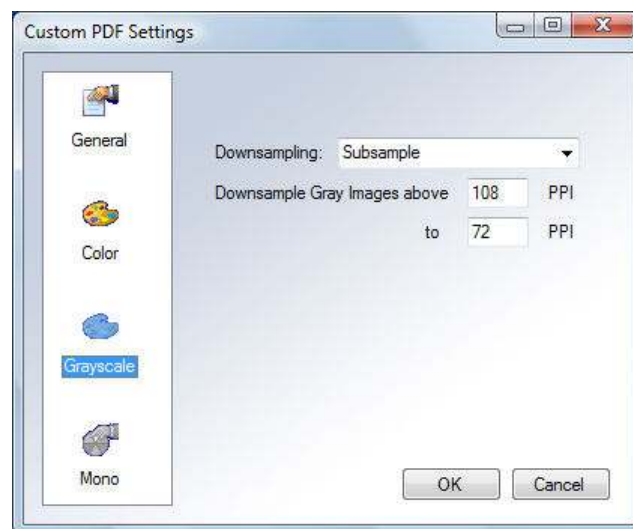 Custom PDF Settings
General
Color
Grayscale
Mono
Downsampling: Subsample
Downsample Gray Images above 108 PPI
to 72 PPI
OK Cancel